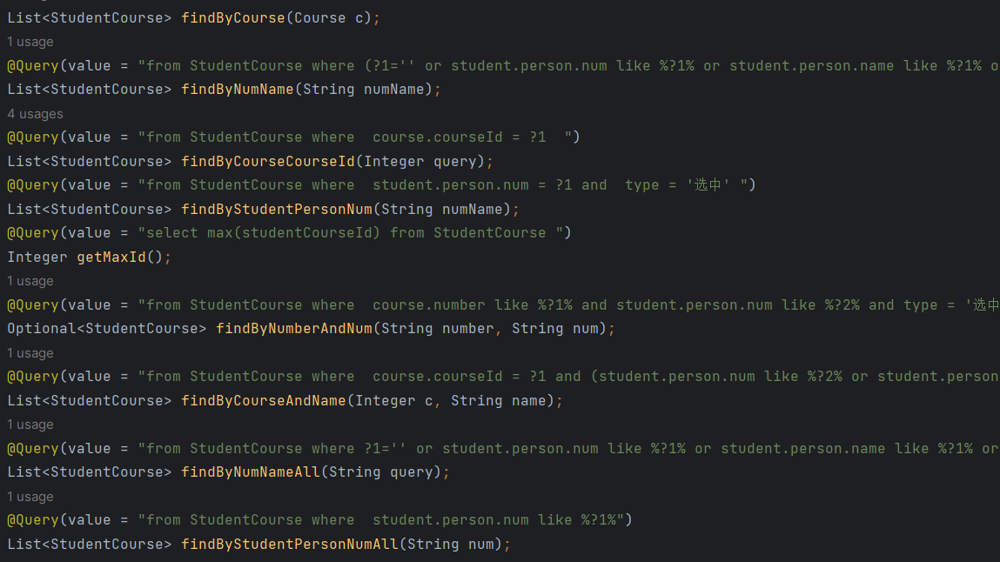 List<StudentCourse> findByCourse(Course c);
1 usage
@Query(value = "from StudentCourse where (?1='' or student.person.num like %?1% or student.person.name like %?1% o
List<StudentCourse> findByNumName(String numName);
4 usages
@Query(value = "from StudentCourse where  course.courseId = ?1  ")
List<StudentCourse> findByCourseCourseId(Integer query);
@Query(value = "from StudentCourse where  student.person.num = ?1 and  type = '选中' ")
List<StudentCourse> findByStudentPersonNum(String numName);
@Query(value = "select max(studentCourseId) from StudentCourse ")
Integer getMaxId();
1 usage
@Query(value = "from StudentCourse where  course.number like %?1% and student.person.num like %?2% and type = '选中
Optional<StudentCourse> findByNumberAndNum(String number, String num);
1 usage
@Query(value = "from StudentCourse where  course.courseId = ?1 and (student.person.num like %?2% or student.person
List<StudentCourse> findByCourseAndName(Integer c, String name);
1 usage
@Query(value = "from StudentCourse where ?1='' or student.person.num like %?1% or student.person.name like %?1% or
List<StudentCourse> findByNumNameAll(String query);
1 usage
@Query(value = "from StudentCourse where  student.person.num like %?1%")
List<StudentCourse> findByStudentPersonNumAll(String num);